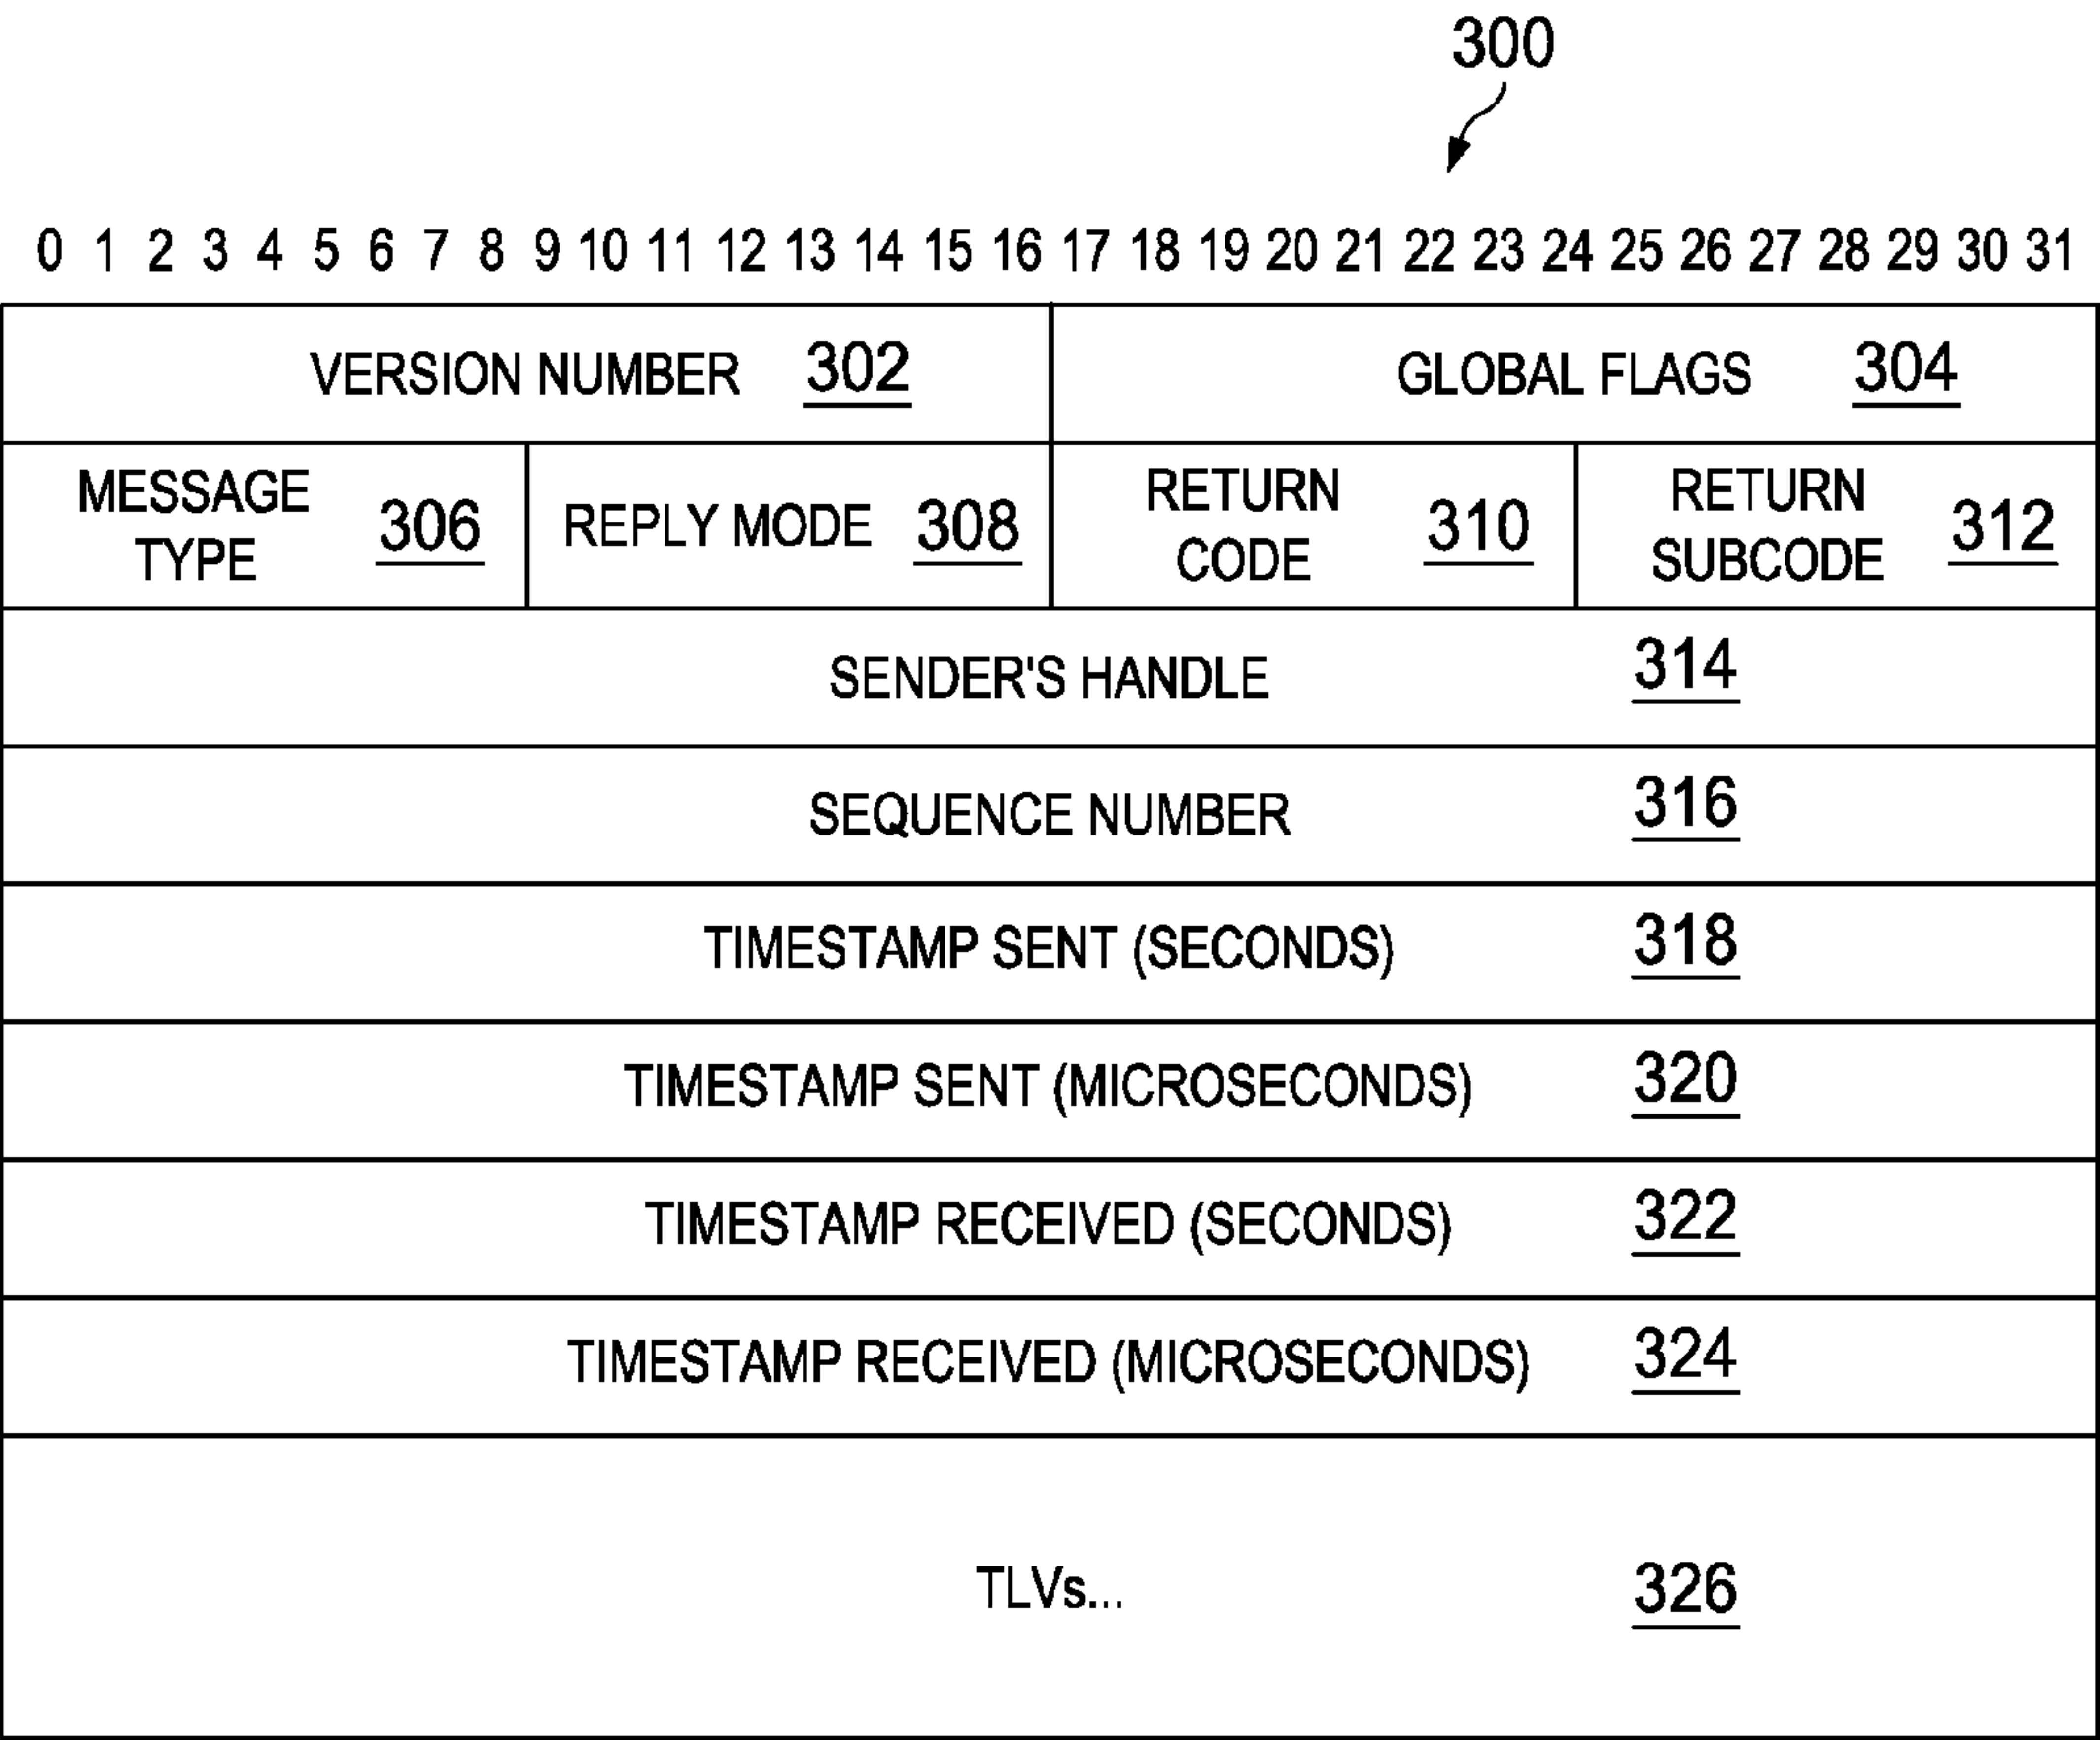 300
0 1 2 3 4 5 6 7 8 9 10 11 12 13 14 15 16 17 18 19 20 21 22 23 24 25 26 27 28 29 30 31
VERSION NUMBER 302 GLOBAL FLAGS 304
MESSAGE
TYPE 306
REPLY MODE 308
RETURN
CODE 310
RETURN
SUBCODE 312
SENDER'S HANDLE 314
SEQUENCE NUMBER 316
TIMESTAMP SENT (SECONDS) 318
TIMESTAMP SENT (MICROSECONDS) 320
TIMESTAMP RECEIVED (SECONDS) 322
TIMESTAMP RECEIVED (MICROSECONDS) 324
TLVs... 326